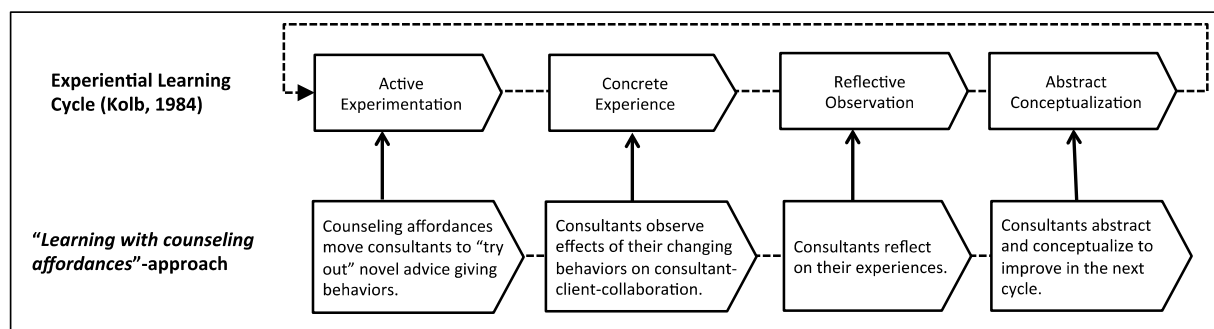 Experiential Learning
Cycle (Kolb, 1984)
Active
Experimentation
Concrete
Experience
Reflective
Observation
Abstract
Conceptualization
“Learning with counseling
affordances”-approach
Counseling affordances
move consultants to “try
out” novel advice giving
behaviors.
Consultants observe
effects of their changing
behaviors on consultant-
client-collaboration.
Consultants reflect
on their experiences.
Consultants abstract
and conceptualize to
improve in the next
cycle.